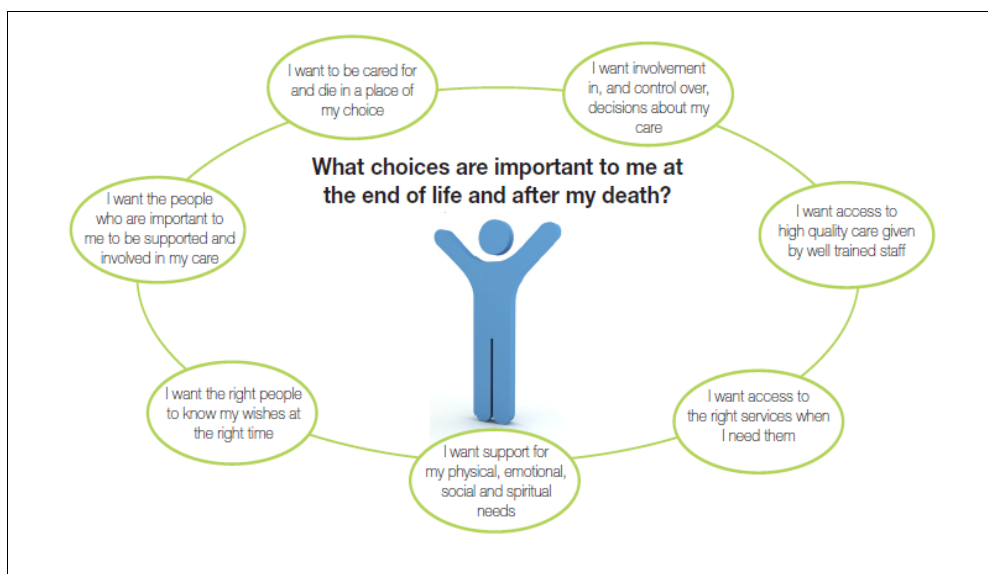 I want to be cared for
and die in a place of
my choice
I want involvement
in, and control over,
decisions about my
care
What choices are important to me at
the end of life and after my death?
I want the people
who are important to
me to be supported and
involved in my care
I want access to
high quality care given
by well trained staff
I want the right people
to know my wishes at
the right time
I want access to
the right services when
I need them
I want support for
my physical, emotional,
social and spiritual
needs